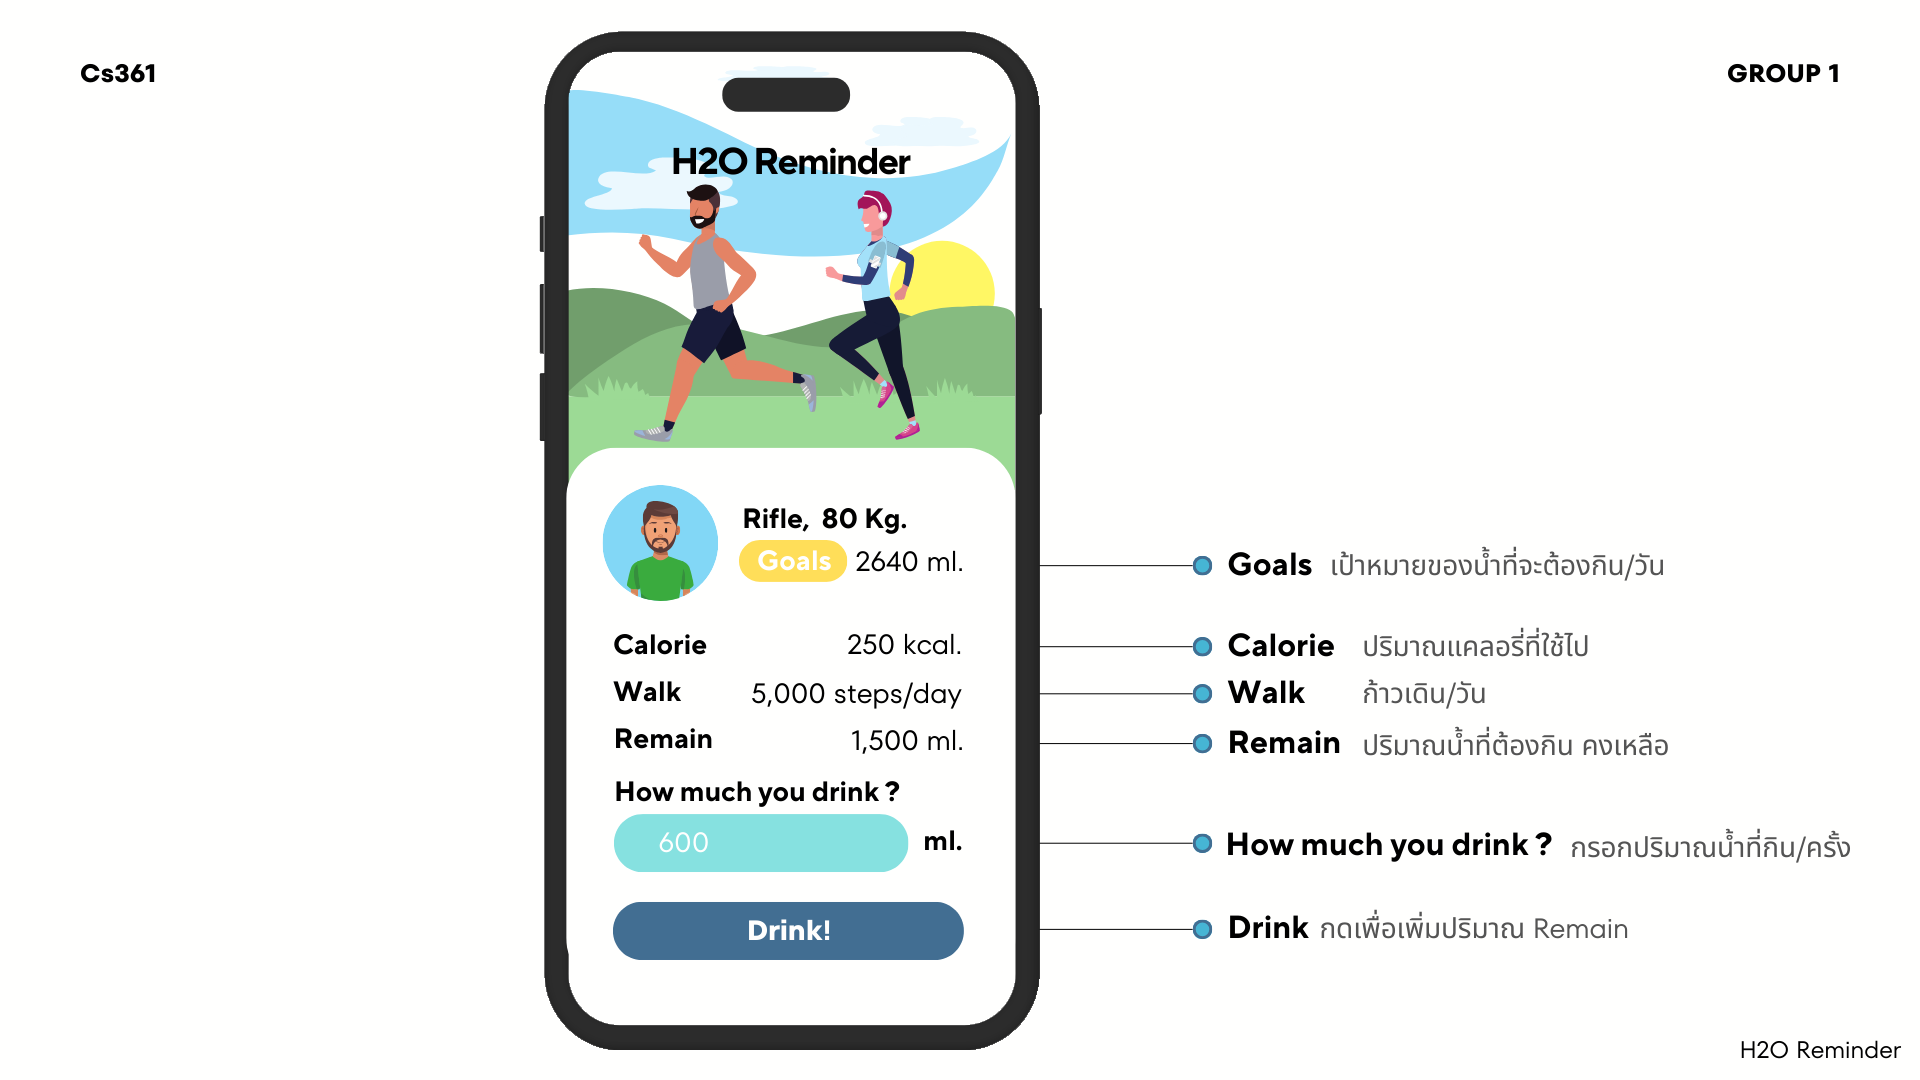 Cs361
GROUP 1
H2O Reminder
Rifle, 80 Kg.
Goals 2640 ml.
Calorie 250 kcal.
Walk 5,000 steps/day
Remain 1,500 ml.
How much you drink ?
600 ml.
Drink!
Goals เป้าหมายของน้ำที่จะต้องกิน/วัน
Calorie ปริมาณแคลอรี่ที่ใช้ไป
Walk ก้าวเดิน/วัน
Remain ปริมาณน้ำที่ต้องกิน คงเหลือ
How much you drink ? กรอกปริมาณน้ำที่กิน/ครั้ง
Drink กดเพื่อเพิ่มปริมาณ Remain
H2O Reminder